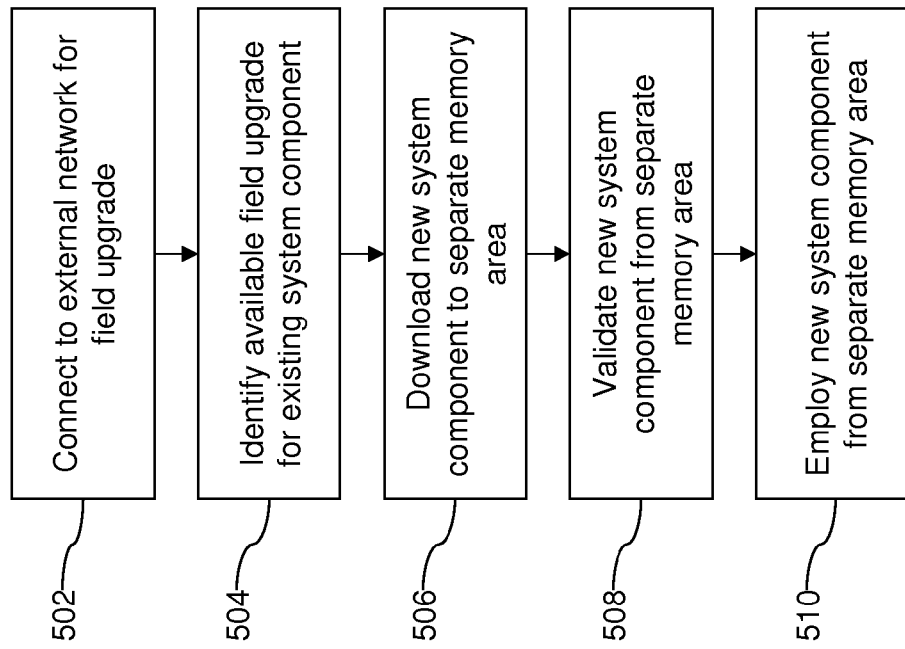 502
Connect to external network for
field upgrade
504
Identify available field upgrade
for existing system component
506
Download new system
component to separate memory
area
508
Validate new system
component from separate
memory area
510
Employ new system component
from separate memory area